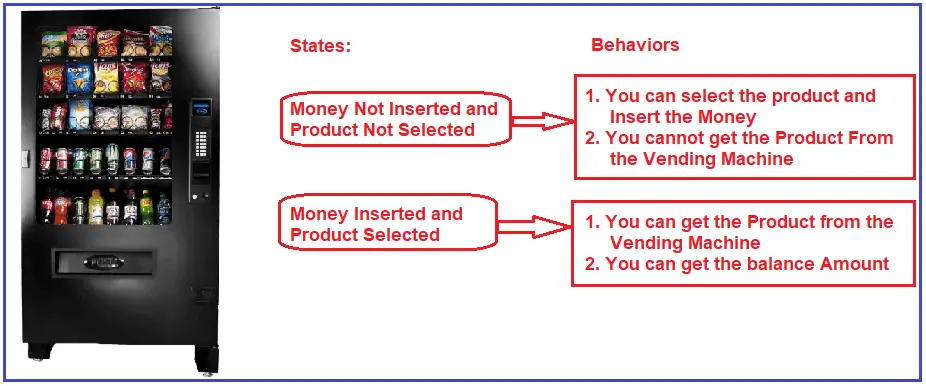 States:
Behaviors
Money Not Inserted and
Product Not Selected
1. You can select the product and
Insert the Money
2. You cannot get the Product From
the Vending Machine
Money Inserted and
Product Selected
1. You can get the Product from the
Vending Machine
2. You can get the balance Amount